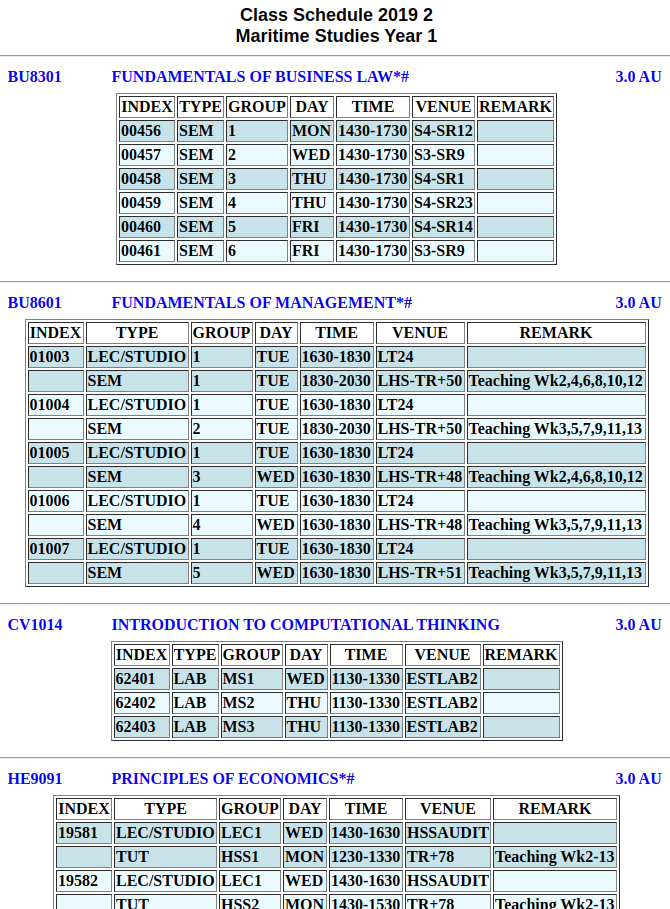 Class Schedule 2019 2
Maritime Studies Year 1
BU8301 FUNDAMENTALS OF BUSINESS LAW*# 3.0 AU
INDEX TYPE GROUP DAY TIME VENUE REMARK
00456 SEM 1 MON 1430-1730 S4-SR12
00457 SEM 2 WED 1430-1730 S3-SR9
00458 SEM 3 THU 1430-1730 S4-SR1
00459 SEM 4 THU 1430-1730 S4-SR23
00460 SEM 5 FRI 1430-1730 S4-SR14
00461 SEM 6 FRI 1430-1730 S3-SR9
BU8601 FUNDAMENTALS OF MANAGEMENT*# 3.0 AU
INDEX TYPE GROUP DAY TIME VENUE REMARK
01003 LEC/STUDIO 1 TUE 1630-1830 LT24
SEM 1 TUE 1830-2030 LHS-TR+50 Teaching Wk2,4,6,8,10,12
01004 LEC/STUDIO 1 TUE 1630-1830 LT24
SEM 2 TUE 1830-2030 LHS-TR+50 Teaching Wk3,5,7,9,11,13
01005 LEC/STUDIO 1 TUE 1630-1830 LT24
SEM 3 WED 1630-1830 LHS-TR+48 Teaching Wk2,4,6,8,10,12
01006 LEC/STUDIO 1 TUE 1630-1830 LT24
SEM 4 WED 1630-1830 LHS-TR+48 Teaching Wk3,5,7,9,11,13
01007 LEC/STUDIO 1 TUE 1630-1830 LT24
SEM 5 WED 1630-1830 LHS-TR+51 Teaching Wk3,5,7,9,11,13
CV1014 INTRODUCTION TO COMPUTATIONAL THINKING 3.0 AU
INDEX TYPE GROUP DAY TIME VENUE REMARK
62401 LAB MS1 WED 1130-1330 ESTLAB2
62402 LAB MS2 THU 1130-1330 ESTLAB2
62403 LAB MS3 THU 1130-1330 ESTLAB2
HE9091 PRINCIPLES OF ECONOMICS*# 3.0 AU
INDEX TYPE GROUP DAY TIME VENUE REMARK
19581 LEC/STUDIO LEC1 WED 1430-1630 HSSAUDIT
TUT HSS1 MON 1230-1330 TR+78 Teaching Wk2-13
19582 LEC/STUDIO LEC1 WED 1430-1630 HSSAUDIT
TUT HSS2 MON 1430-1530 TR+78 Teaching Wk2-13